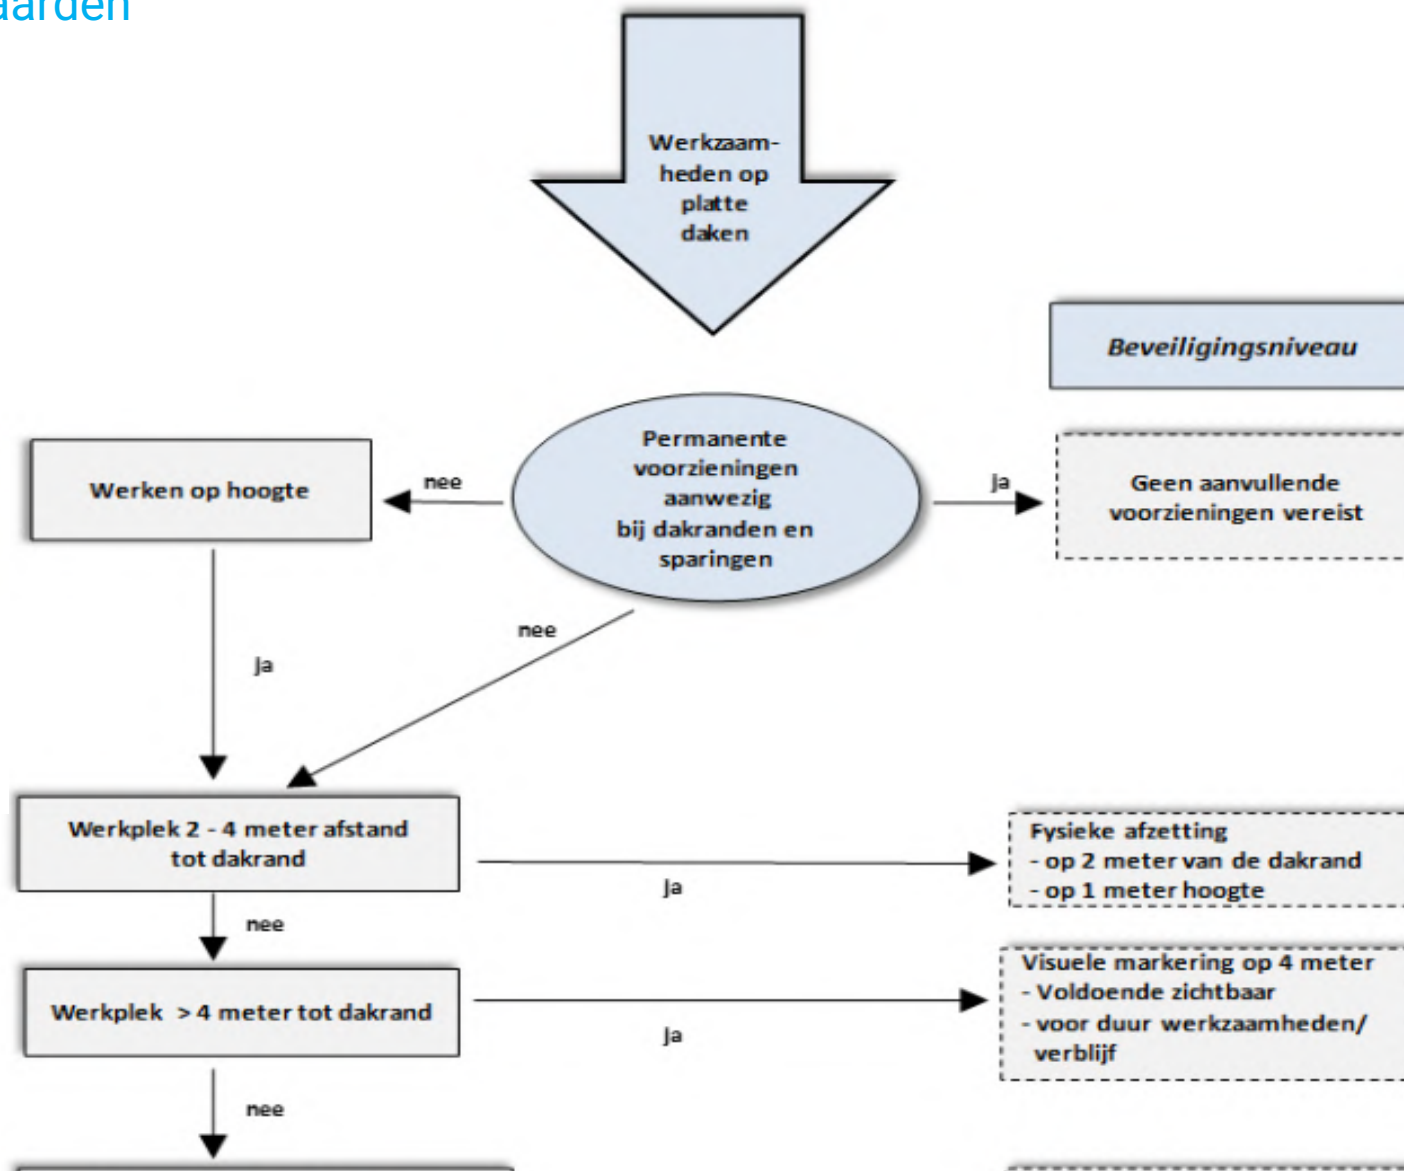 Werkzaam-
heden op
platte
daken
Beveiligingsniveau
Permanente
voorzieningen
aanwezig
bij dakranden en
sparingen
nee
Werken op hoogte
ja
Geen aanvullende
voorzieningen vereist
nee
ja
Werkplek 2 - 4 meter afstand
tot dakrand
ja
Fysieke afzetting
- op 2 meter van de dakrand
- op 1 meter hoogte
nee
Werkplek > 4 meter tot dakrand
ja
Visuele markering op 4 meter
- Voldoende zichtbaar
- voor duur werkzaamheden/
verblijf
nee